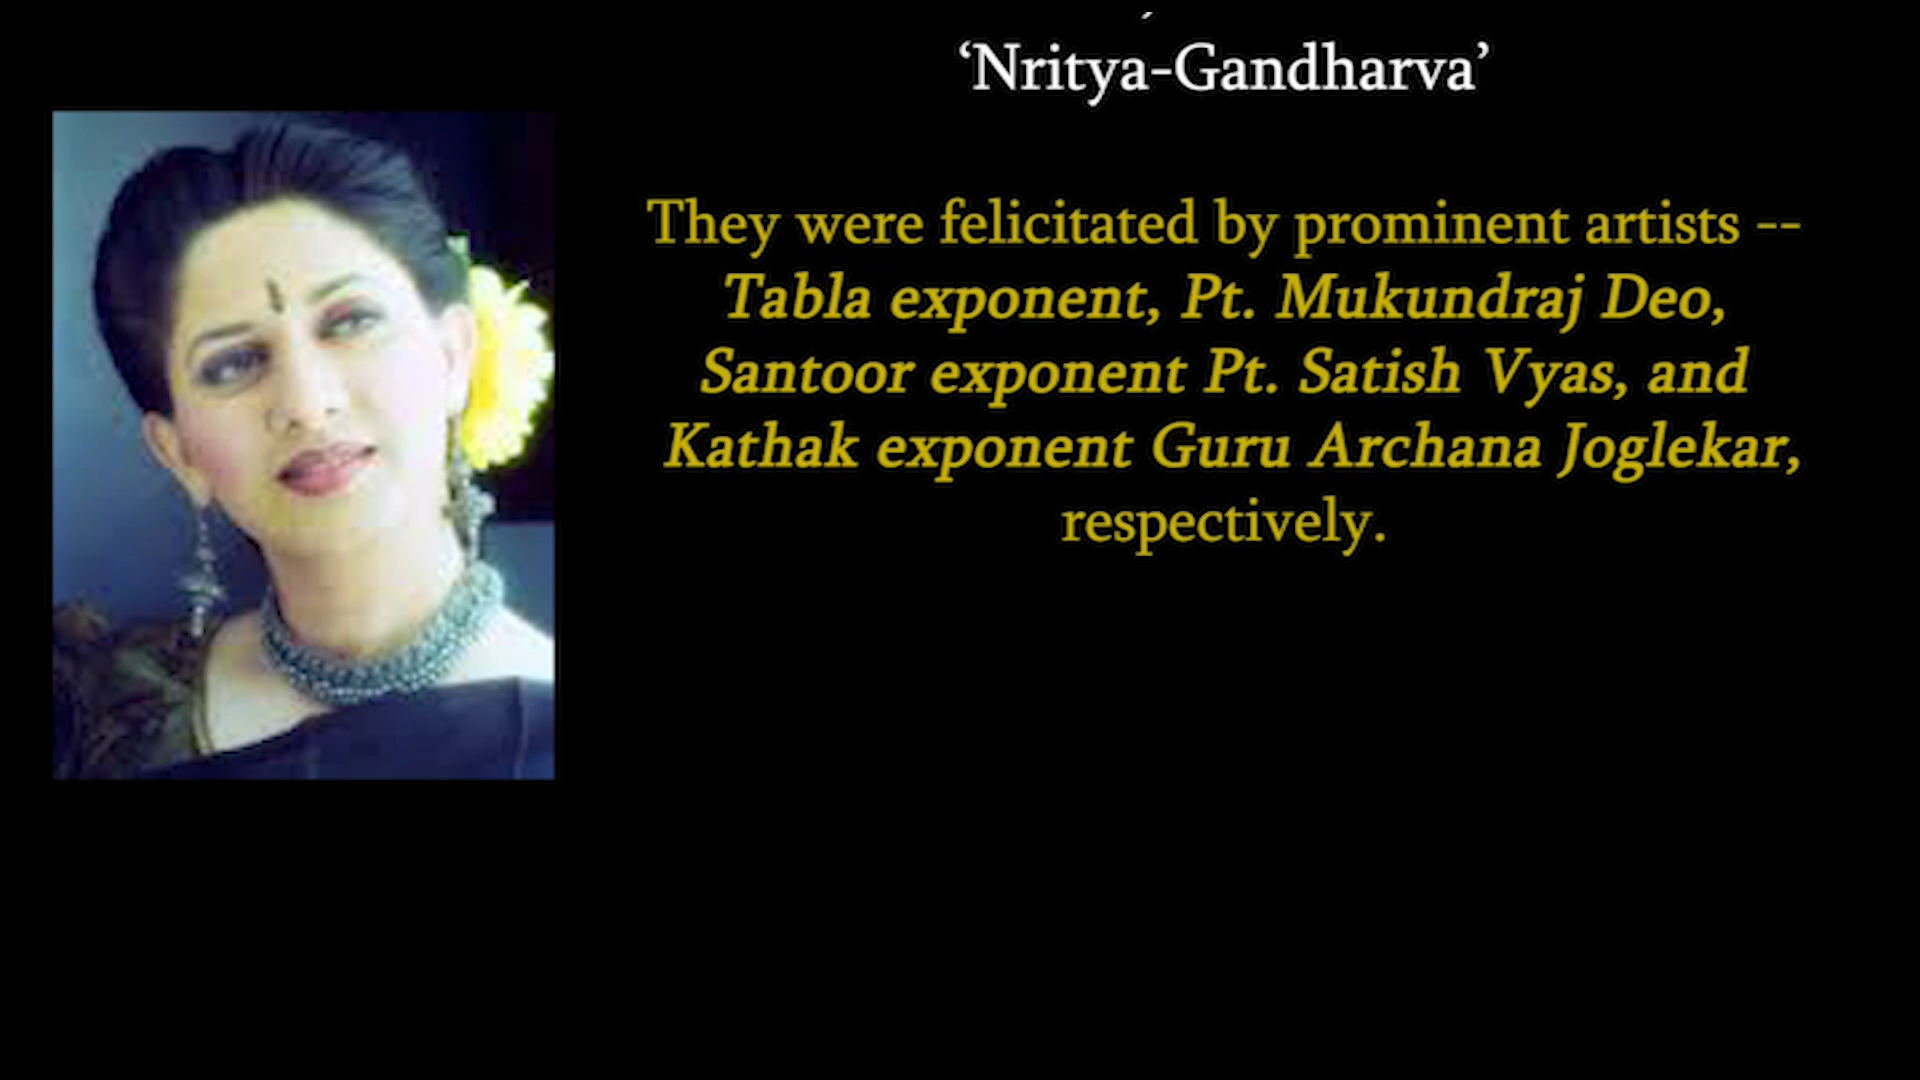 ‘Nritya-Gandharva’
They were felicitated by prominent artists --
Tabla exponent, Pt. Mukundraj Deo,
Santoor exponent Pt. Satish Vyas, and
Kathak exponent Guru Archana Joglekar,
respectively.